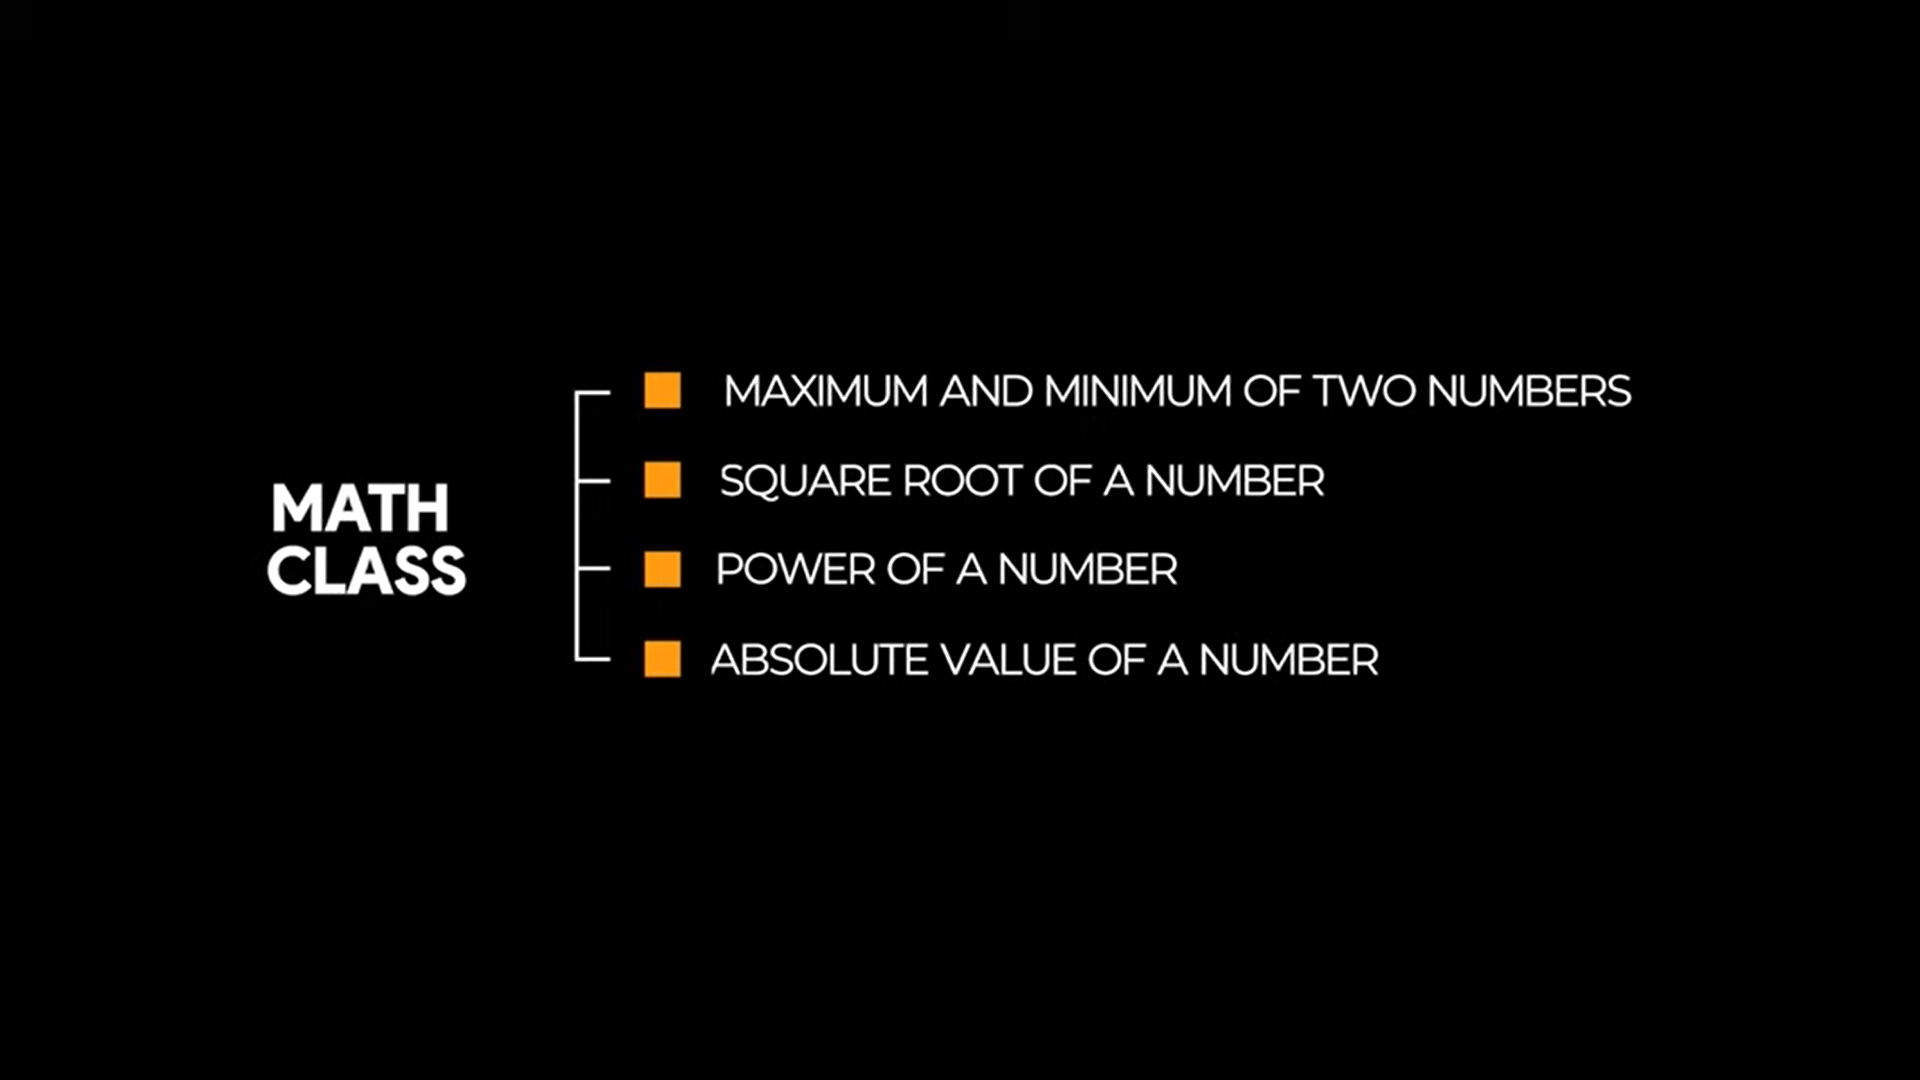 MATH
CLASS
MAXIMUM AND MINIMUM OF TWO NUMBERS
SQUARE ROOT OF A NUMBER
POWER OF A NUMBER
ABSOLUTE VALUE OF A NUMBER